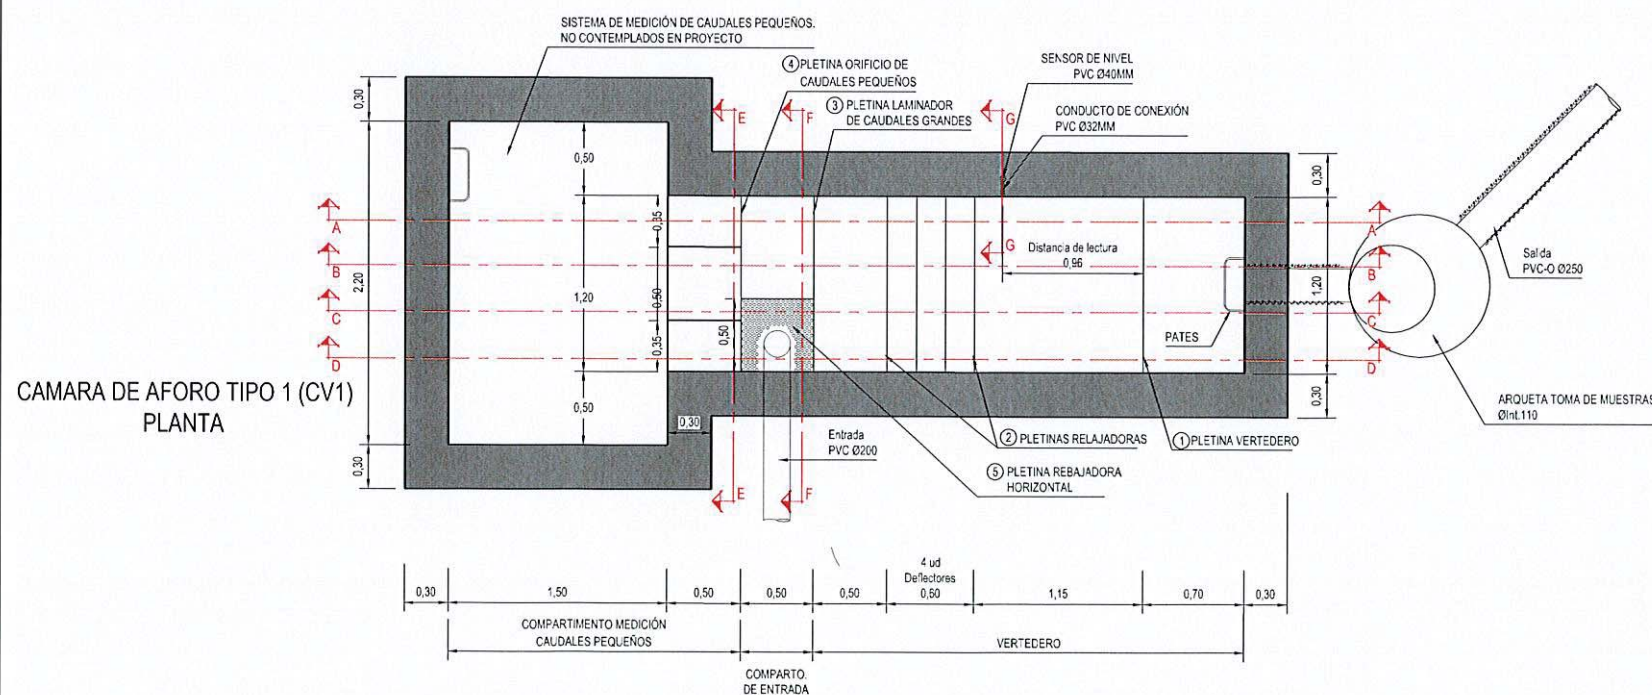 SISTEMA DE MEDICIÓN DE CAUDALES PEQUEÑOS.
NO CONTEMPLADOS EN PROYECTO
④ PLETINA ORIFICIO DE
CAUDALES PEQUEÑOS
③ PLETINA LAMINADOR
DE CAUDALES GRANDES
SENSOR DE NIVEL
PVC Ø40MM
CONDUCTO DE CONEXIÓN
PVC Ø32MM
0,30
2,20
0,30
0,50
1,20
0,50
0,35
0,50
0,35
0,50
0,30
E
F
G
G
E
F
A
B
C
D
A
B
C
D
Distancia de lectura
0,96
0,30
1,20
0,30
PATES
Salida
PVC-O Ø250
ARQUETA TOMA DE MUESTRAS
ØInt.110
CAMARA DE AFORO TIPO 1 (CV1)
PLANTA
Entrada
PVC Ø200
② PLETINAS RELAJADORAS
① PLETINA VERTEDERO
⑤ PLETINA REBAJADORA
HORIZONTAL
4 ud
Deflectores
0,30
1,50
0,50
0,50
0,50
0,60
1,15
0,70
0,30
COMPARTIMENTO MEDICIÓN
CAUDALES PEQUEÑOS
VERTEDERO
COMPARTO.
DE ENTRADA